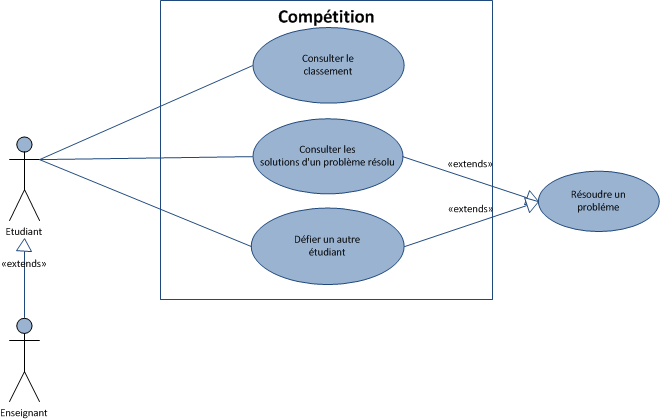 Compétition
Consulter le
classement
Consulter les
solutions d'un problème résolu
«extends»
Résoudre un
probléme
«extends»
Défier un autre
étudiant
Etudiant
«extends»
Enseignant